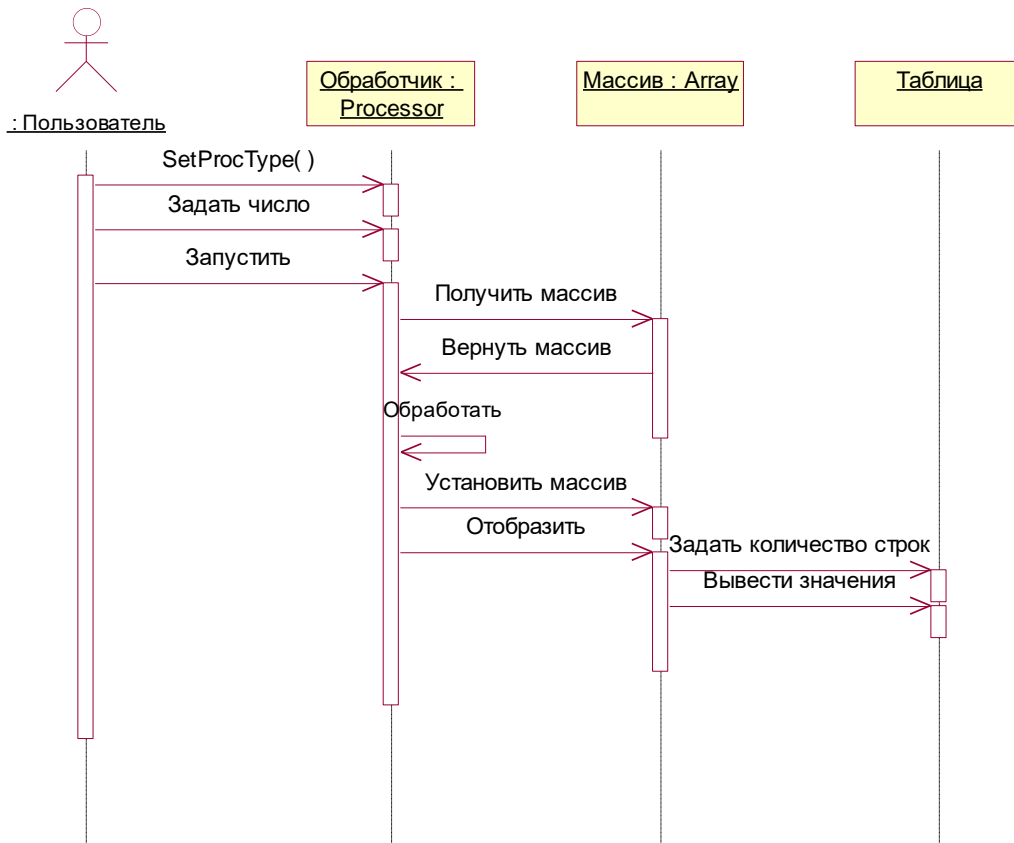 Обработчик :
Processor
Массив : Array
Таблица
: Пользователь
SetProcType( )
Задать число
Запустить
Получить массив
Вернуть массив
Обработать
Установить массив
Отобразить
Задать количество строк
Вывести значения